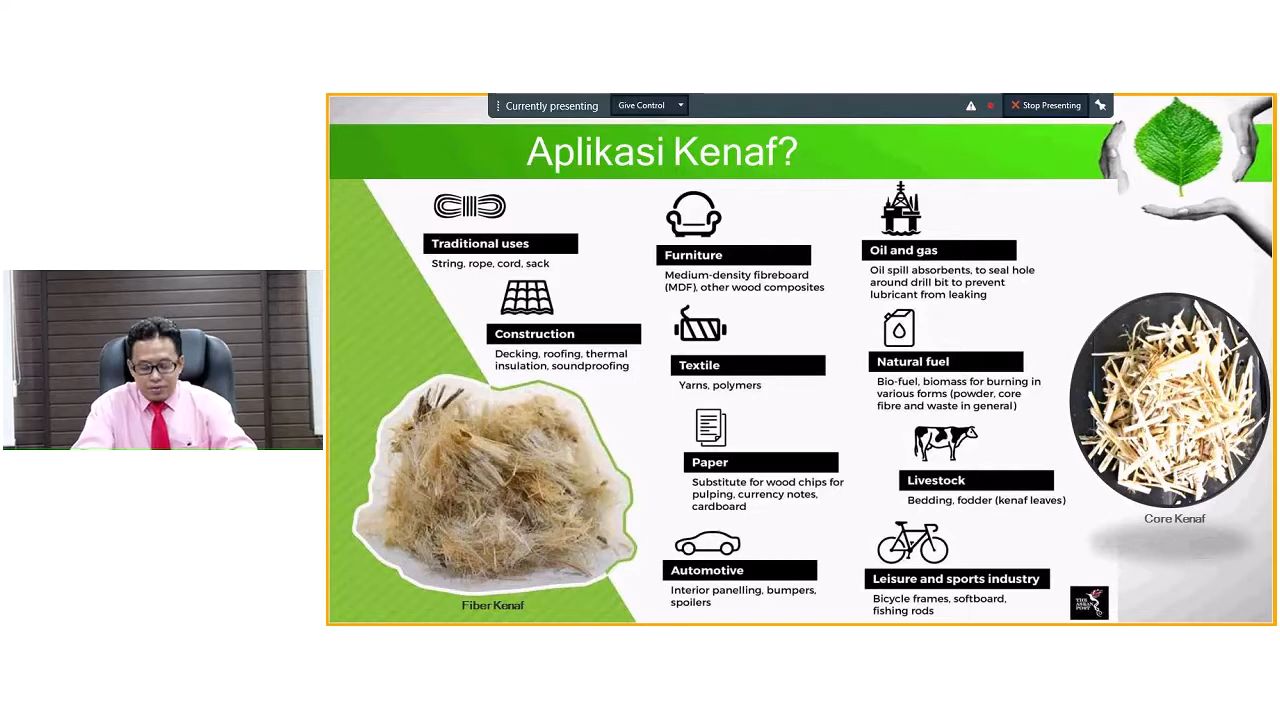 Currently presenting
Give Control
Stop Presenting
Aplikasi Kenaf?
Traditional uses
String, rope, cord, sack
Construction
Decking, roofing, thermal
insulation, soundproofing
Fiber Kenaf
Furniture
Medium-density fibreboard
(MDF), other wood composites
Textile
Yarns, polymers
Paper
Substitute for wood chips for
pulping, currency notes,
cardboard
Automotive
Interior panelling, bumpers,
spoilers
Oil and gas
Oil spill absorbents, to seal hole
around drill bit to prevent
lubricant from leaking
Natural fuel
Bio-fuel, biomass for burning in
various forms (powder, core
fibre and waste in general)
Livestock
Bedding, fodder (kenaf leaves)
Leisure and sports industry
Bicycle frames, softboard,
fishing rods
THE
ASEAN
POST
Core Kenaf